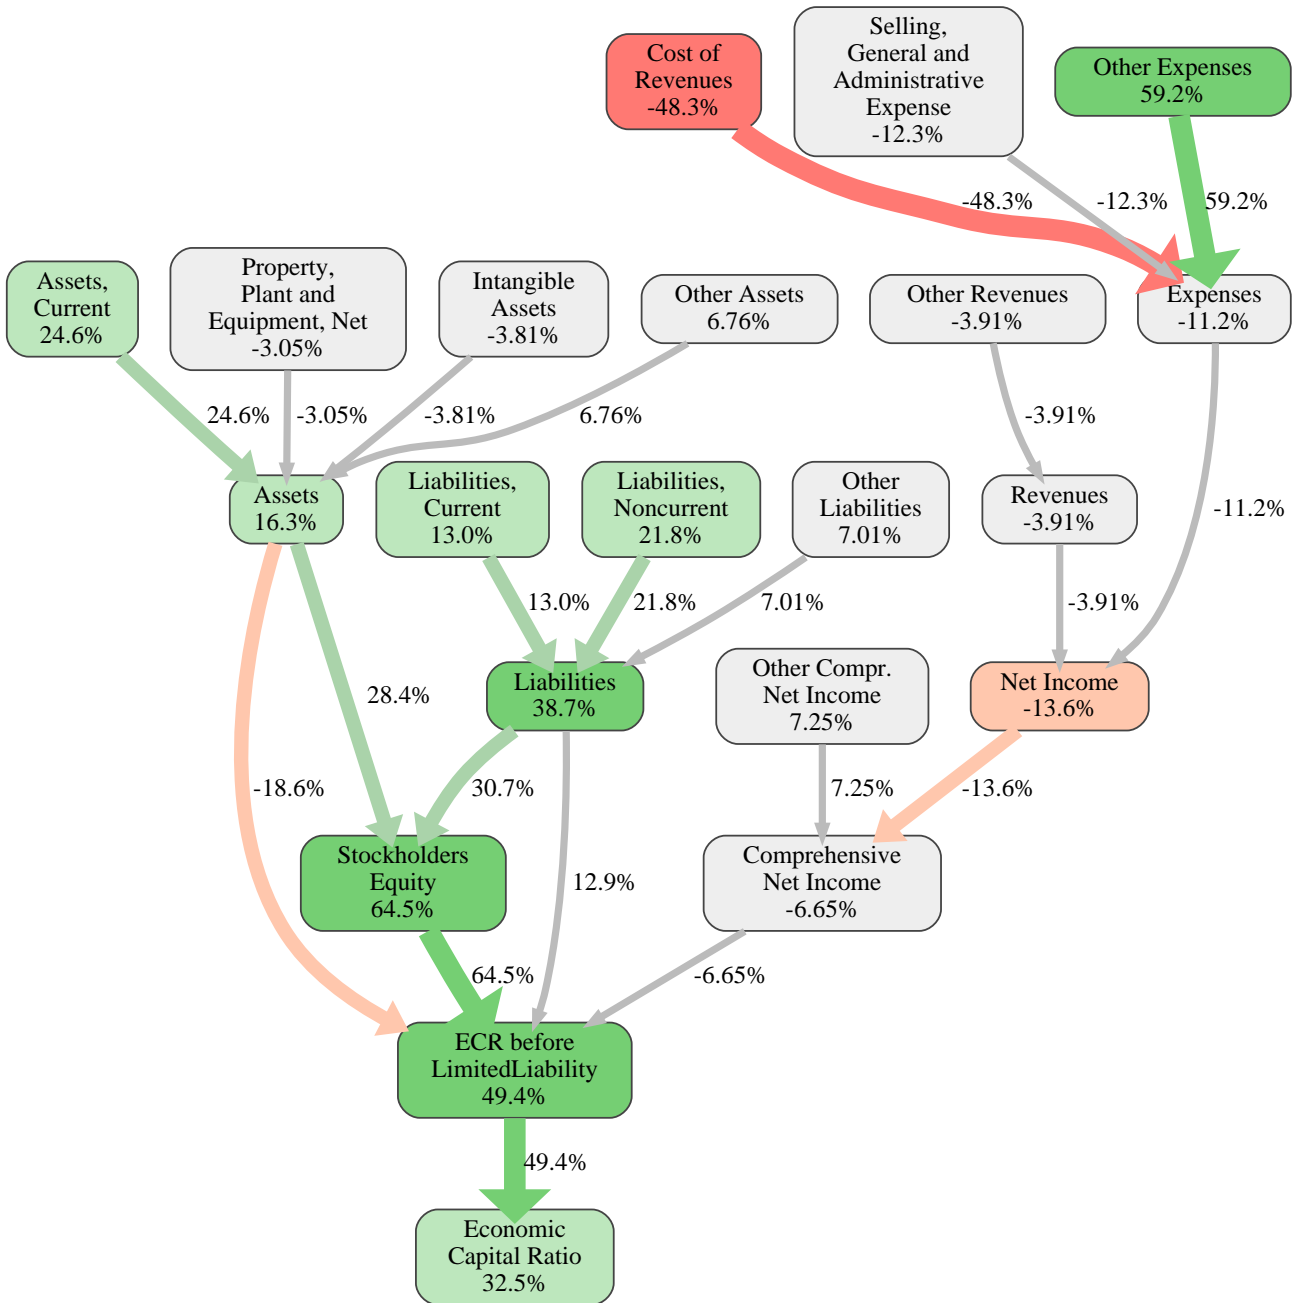 Cost of
Revenues
-48.3%
Selling,
General and
Administrative
Expense
-12.3%
Other Expenses
59.2%
-48.3%
-12.3%
59.2%
Assets,
Current
24.6%
Property,
Plant and
Equipment, Net
-3.05%
Intangible
Assets
-3.81%
Other Assets
6.76%
Other Revenues
-3.91%
Expenses
-11.2%
24.6%
-3.05%
-3.81%
6.76%
-3.91%
-11.2%
Assets
16.3%
Liabilities,
Current
13.0%
Liabilities,
Noncurrent
21.8%
Other
Liabilities
7.01%
Revenues
-3.91%
13.0%
21.8%
7.01%
-3.91%
28.4%
Liabilities
38.7%
Other Compr.
Net Income
7.25%
Net Income
-13.6%
-18.6%
30.7%
7.25%
-13.6%
Stockholders
Equity
64.5%
12.9%
Comprehensive
Net Income
-6.65%
64.5%
-6.65%
ECR before
LimitedLiability
49.4%
49.4%
Economic
Capital Ratio
32.5%